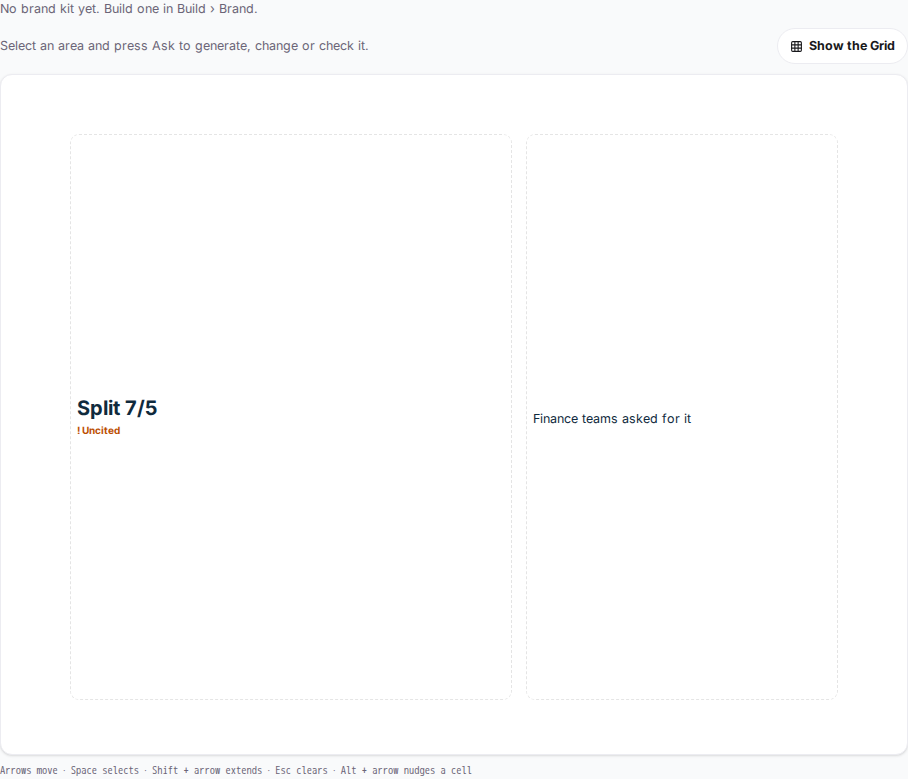 No brand kit yet. Build one in Build › Brand.
Select an area and press Ask to generate, change or check it.
Show the Grid
Split 7/5
! Uncited
Finance teams asked for it
Arrows move · Space selects · Shift + arrow extends · Esc clears · Alt + arrow nudges a cell